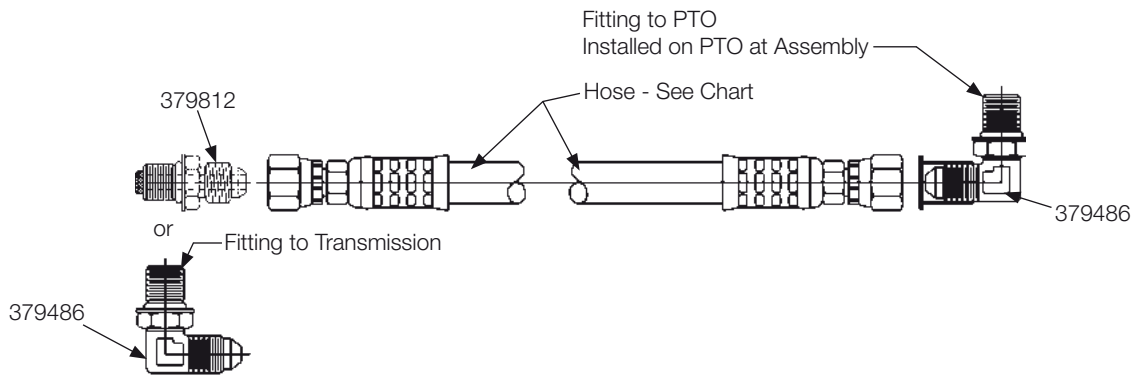 Fitting to PTO
Installed on PTO at Assembly
Hose - See Chart
379812
379486
or
Fitting to Transmission
379486